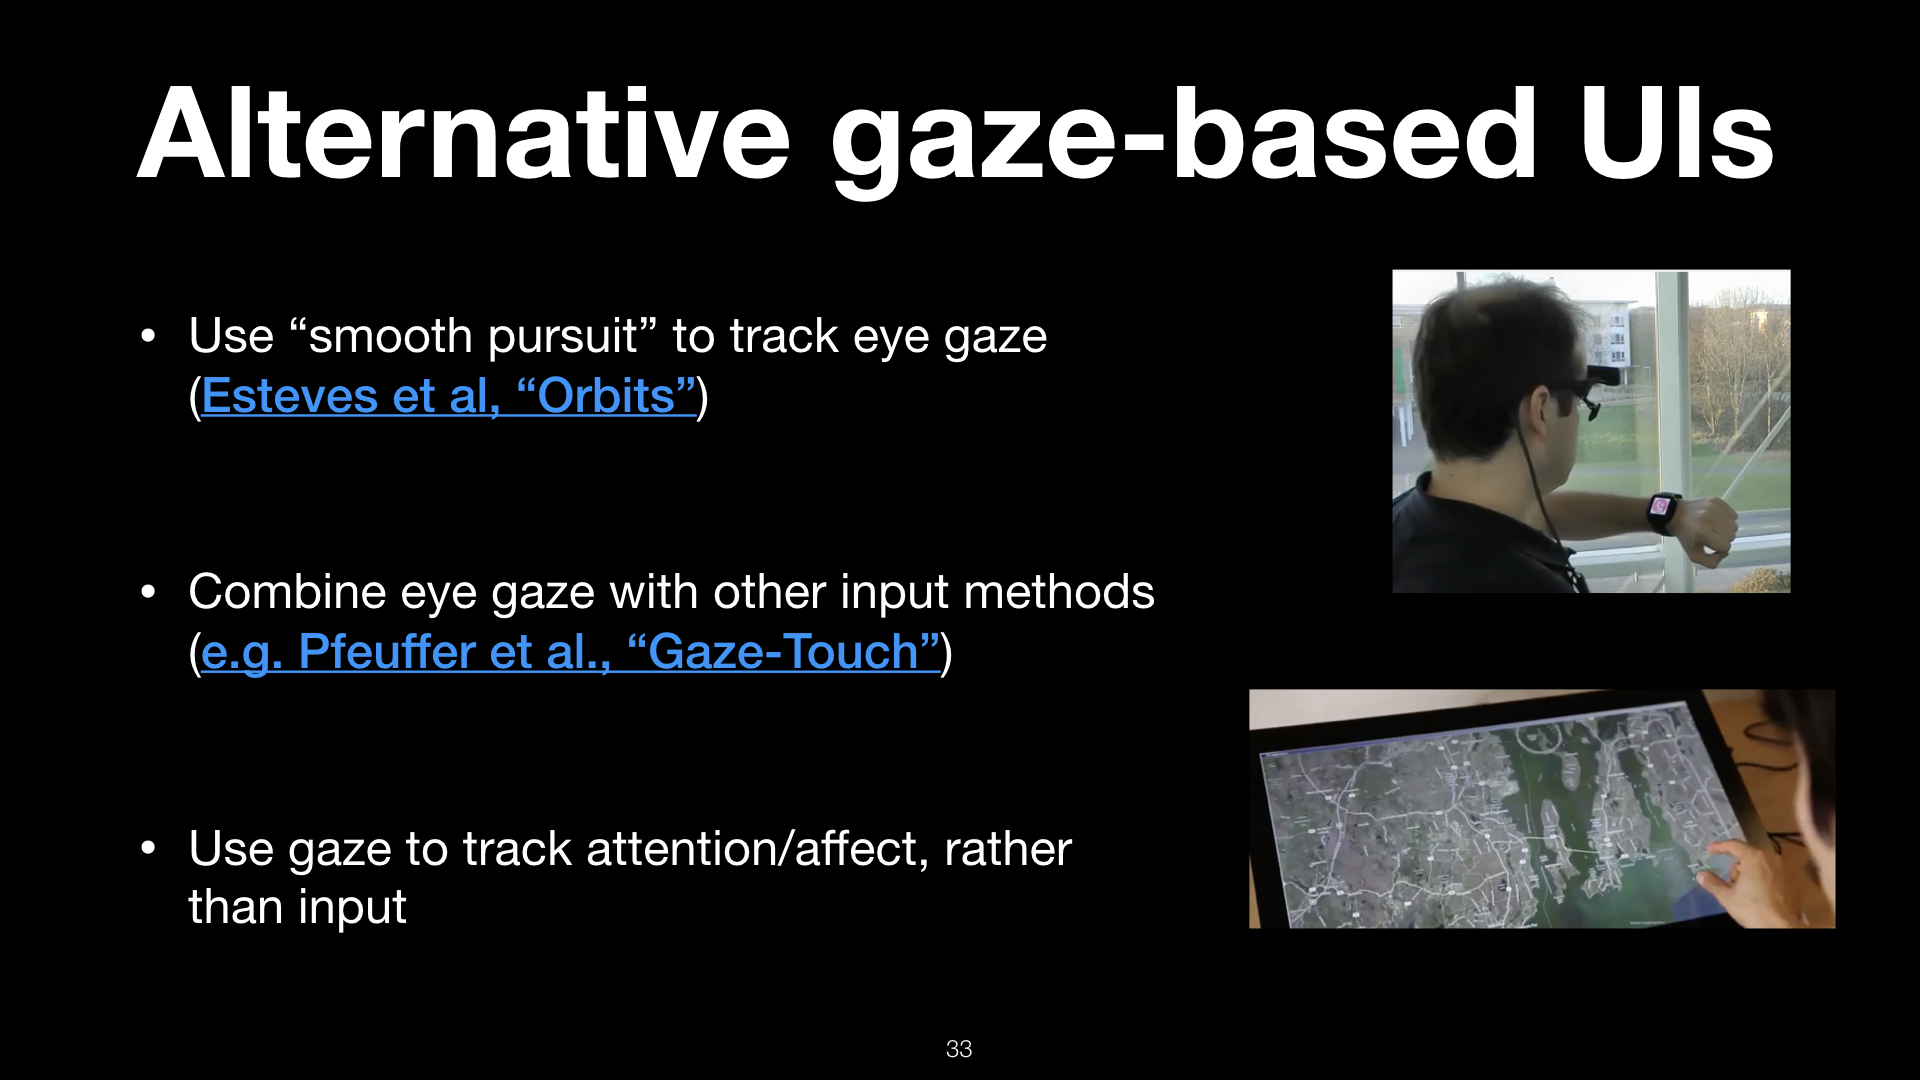 Alternative gaze-based UIs
• Use “smooth pursuit” to track eye gaze
(Esteves et al, “Orbits”)
• Combine eye gaze with other input methods
(e.g. Pfeuffer et al., “Gaze-Touch”)
• Use gaze to track attention/affect, rather
than input
33